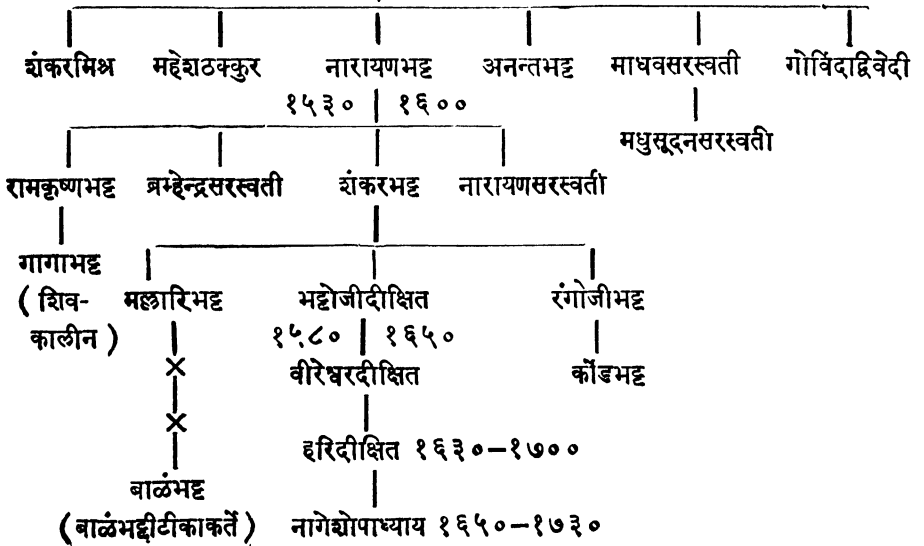 शंकरमिश्र महेशठक्कुर नारायणभट्ट अनन्तभट्ट माधवसरस्वती गोविंदाद्विवेदी
१५३० १६००
मधुसूदनसरस्वती
रामकृष्णभट्ट ब्रम्हेन्द्रसरस्वती शंकरभट्ट नारायणसरस्वती
गागाभट्ट
( शिव- मल्लारिभट्ट भट्टोजीदीक्षित रंगोजीभट्ट
कालीन ) १५८० १६५०
वीरेश्वरदीक्षित कोंडभट्ट
हरिदीक्षित १६३०–१७००
बाळंभट्ट
( बाळंभट्टीटीकाकर्ते ) नागेशोपाध्याय १६५०–१७३०